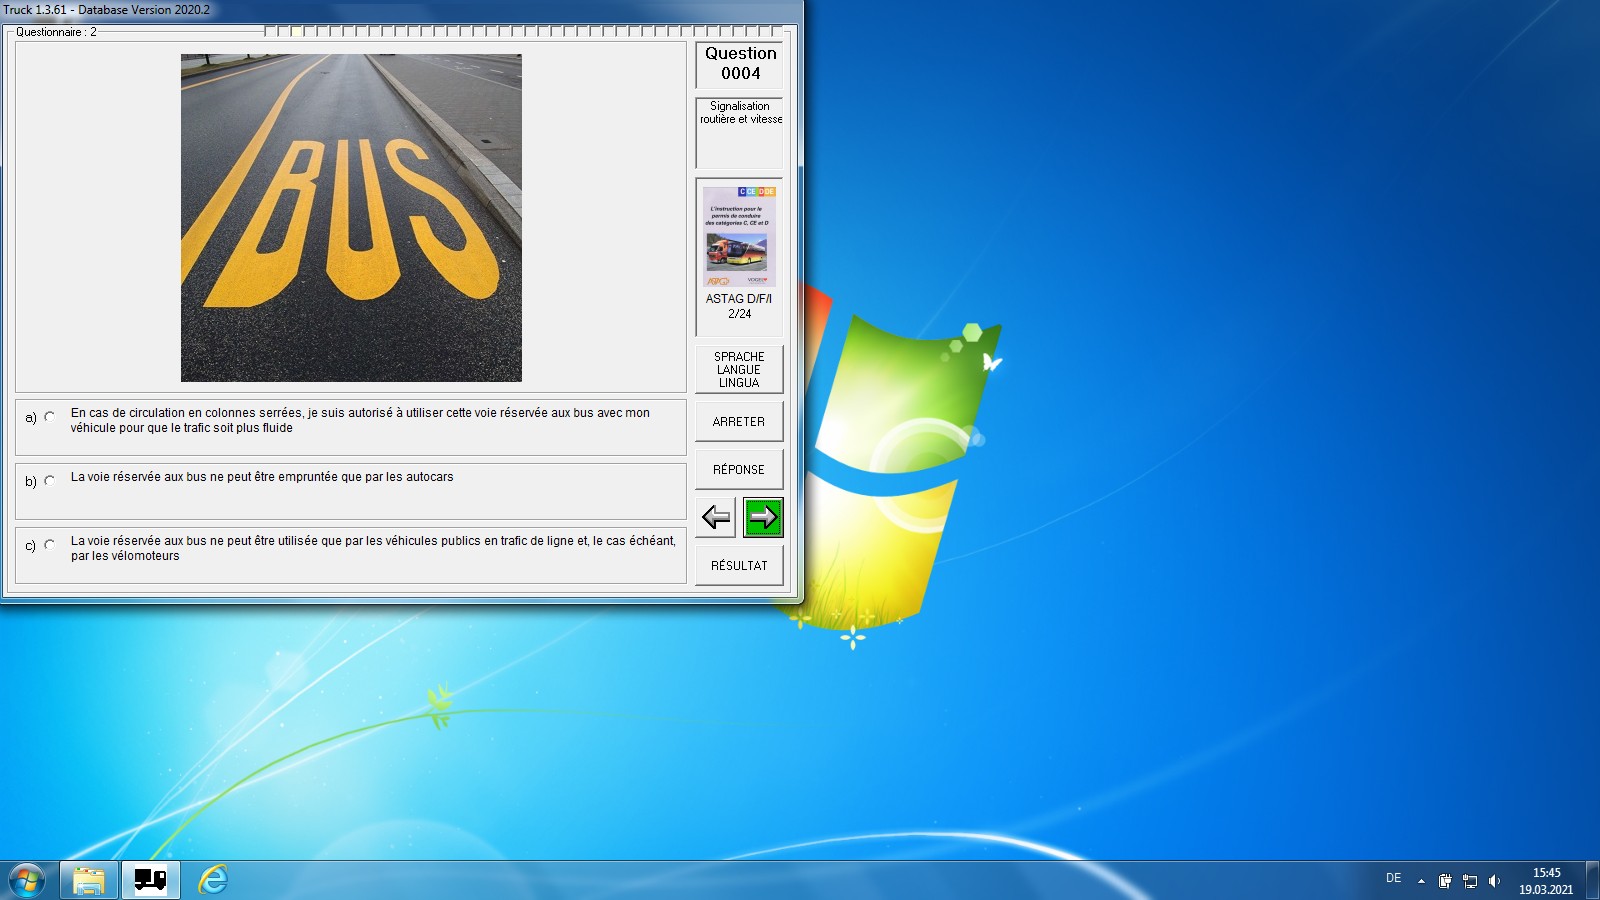 Truck 1.3.61 - Database Version 2020.2
Questionnaire : 2
BUS
Question
0004
Signalisation
routière et vitesse
C CE D DE
L'instruction pour le
permis de conduire
des catégories C, CE et D
ASTAG D/F/I
2/24
SPRACHE
LANGUE
LINGUA
ARRETER
RÉPONSE
RÉSULTAT
a) En cas de circulation en colonnes serrées, je suis autorisé à utiliser cette voie réservée aux bus avec mon
véhicule pour que le trafic soit plus fluide
b) La voie réservée aux bus ne peut être empruntée que par les autocars
c) La voie réservée aux bus ne peut être utilisée que par les véhicules publics en trafic de ligne et, le cas échéant,
par les vélomoteurs
DE
15:45
19.03.2021